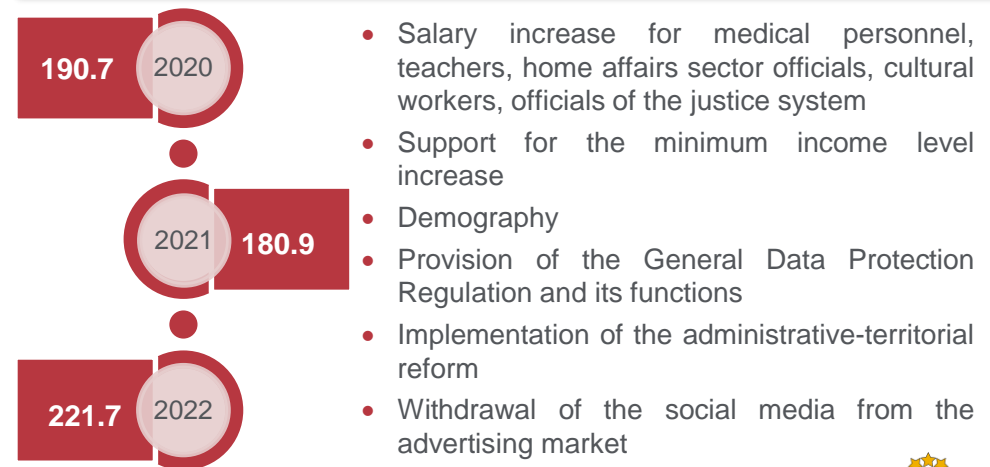 190.7 2020
2021 180.9
221.7 2022
• Salary increase for medical personnel,
teachers, home affairs sector officials, cultural
workers, officials of the justice system
• Support for the minimum income level
increase
• Demography
• Provision of the General Data Protection
Regulation and its functions
• Implementation of the administrative-territorial
reform
• Withdrawal of the social media from the
advertising market